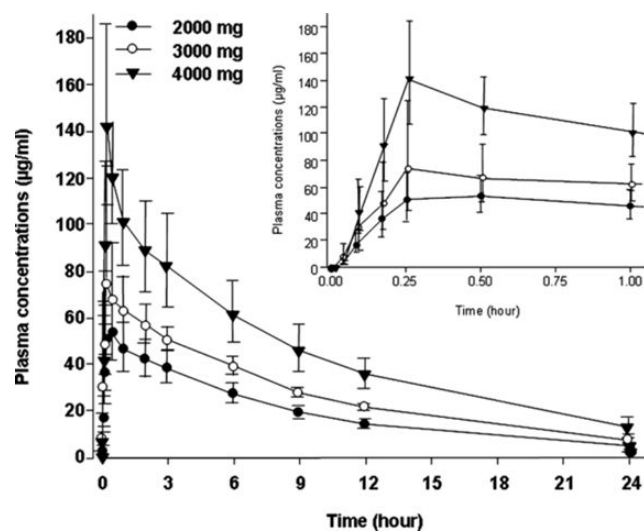 2000 mg
3000 mg
4000 mg
Plasma concentrations (µg/ml)
180
160
140
120
100
80
60
40
20
0
0 3 6 9 12 15 18 21 24
Time (hour)
Plasma concentrations (µg/ml)
180
160
140
120
100
80
60
40
20
0
0.00 0.25 0.50 0.75 1.00
Time (hour)